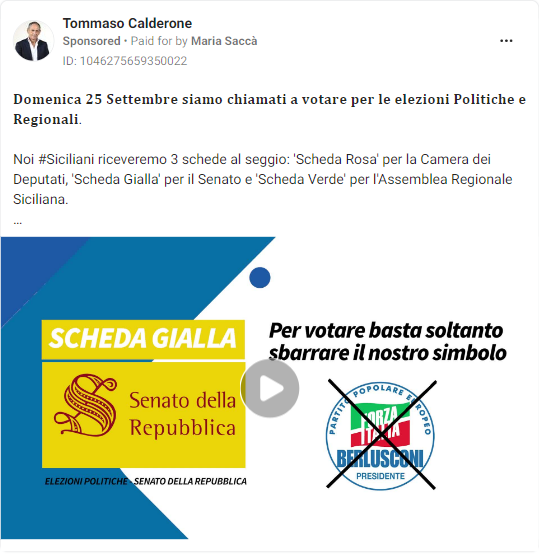 Tommaso Calderone
Sponsored • Paid for by Maria Saccà
ID: 1046275659350022
Domenica 25 Settembre siamo chiamati a votare per le elezioni Politiche e
Regionali.
Noi #Siciliani riceveremo 3 schede al seggio: 'Scheda Rosa' per la Camera dei
Deputati, 'Scheda Gialla' per il Senato e 'Scheda Verde' per l'Assemblea Regionale
Siciliana.
...
SCHEDA GIALLA
Senato della
Repubblica
ELEZIONI POLITICHE - SENATO DELLA REPUBBLICA
Per votare basta soltanto
sbarrare il nostro simbolo
PARTITO POPOLARE EUROPEO
FORZA
ITALIA
BERLUSCONI
PRESIDENTE